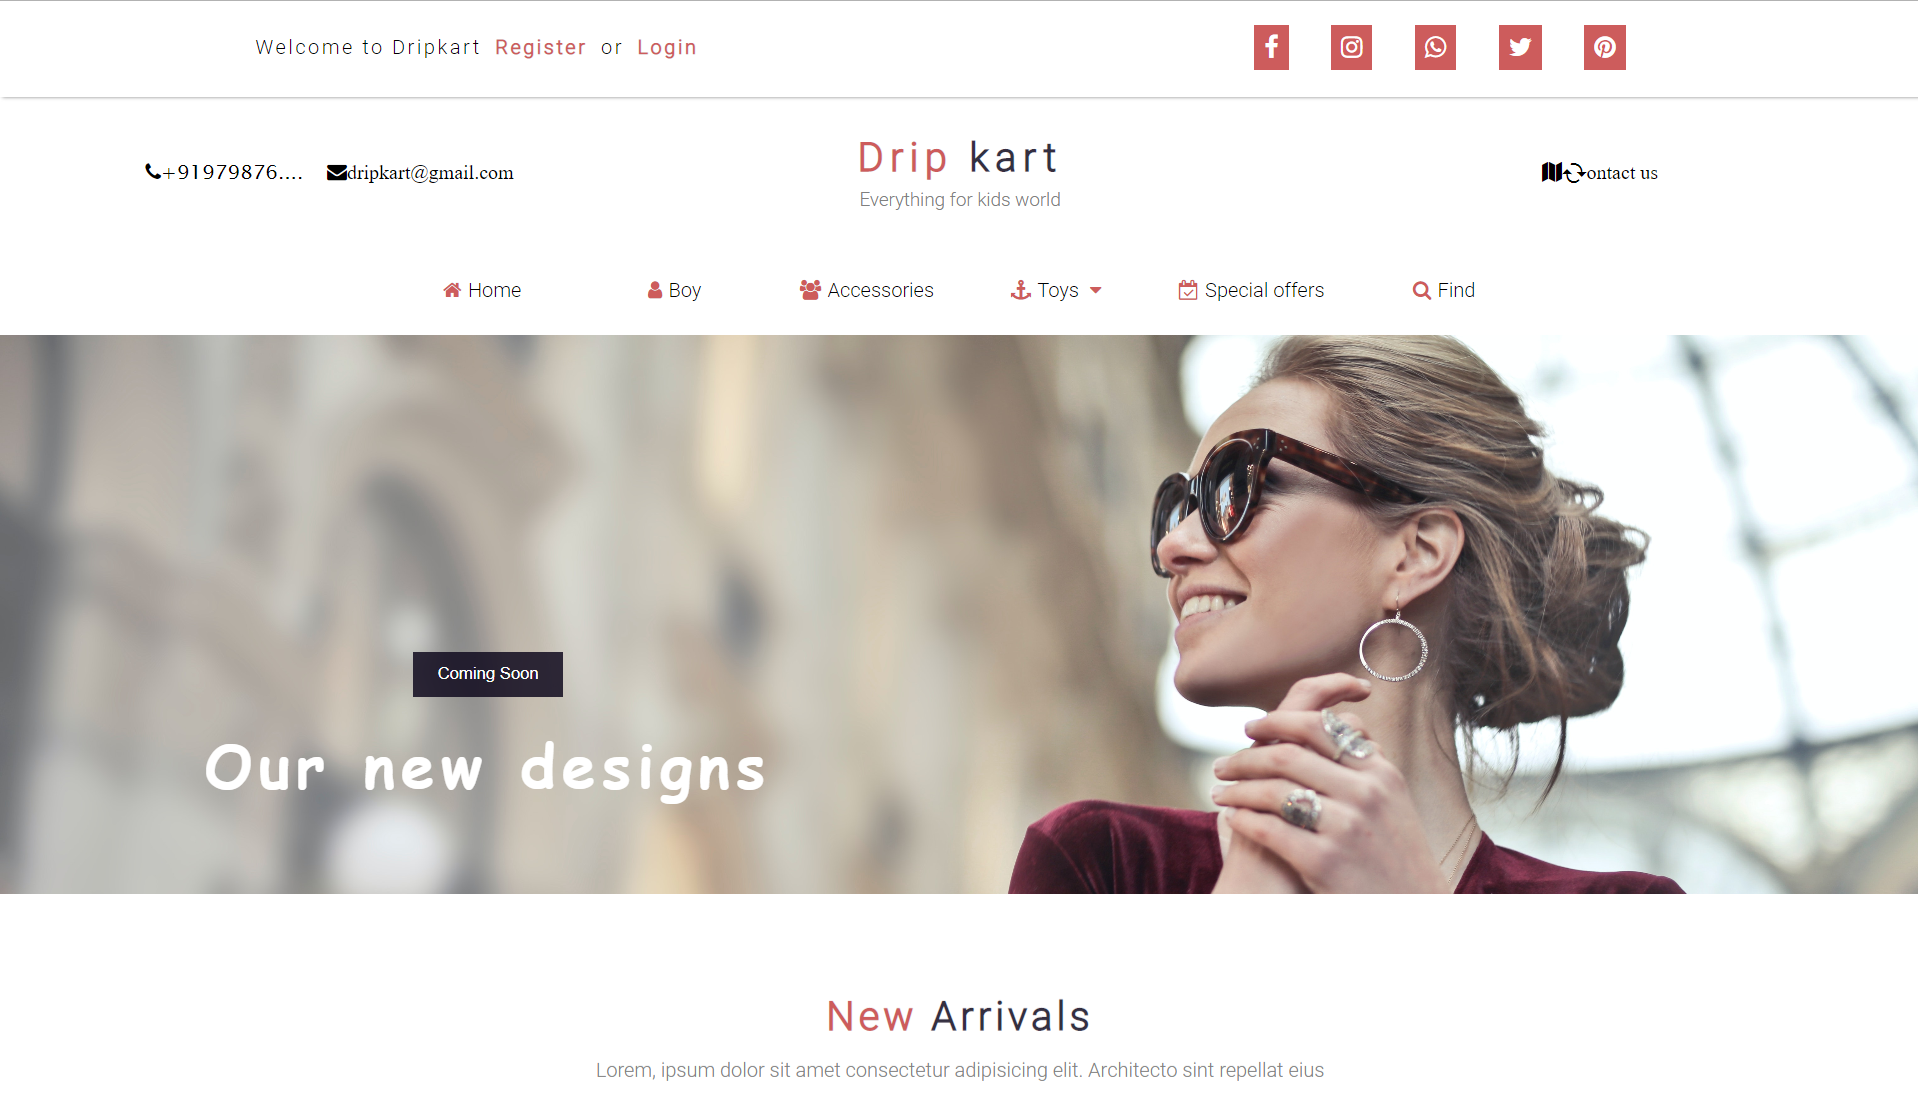 Welcome to Dripkart Register or Login
+91979876.... dripkart@gmail.com
Drip kart
Everything for kids world
ontact us
Home Boy Accessories Toys Special offers Find
Coming Soon
Our new designs
New Arrivals
Lorem, ipsum dolor sit amet consectetur adipisicing elit. Architecto sint repellat eius